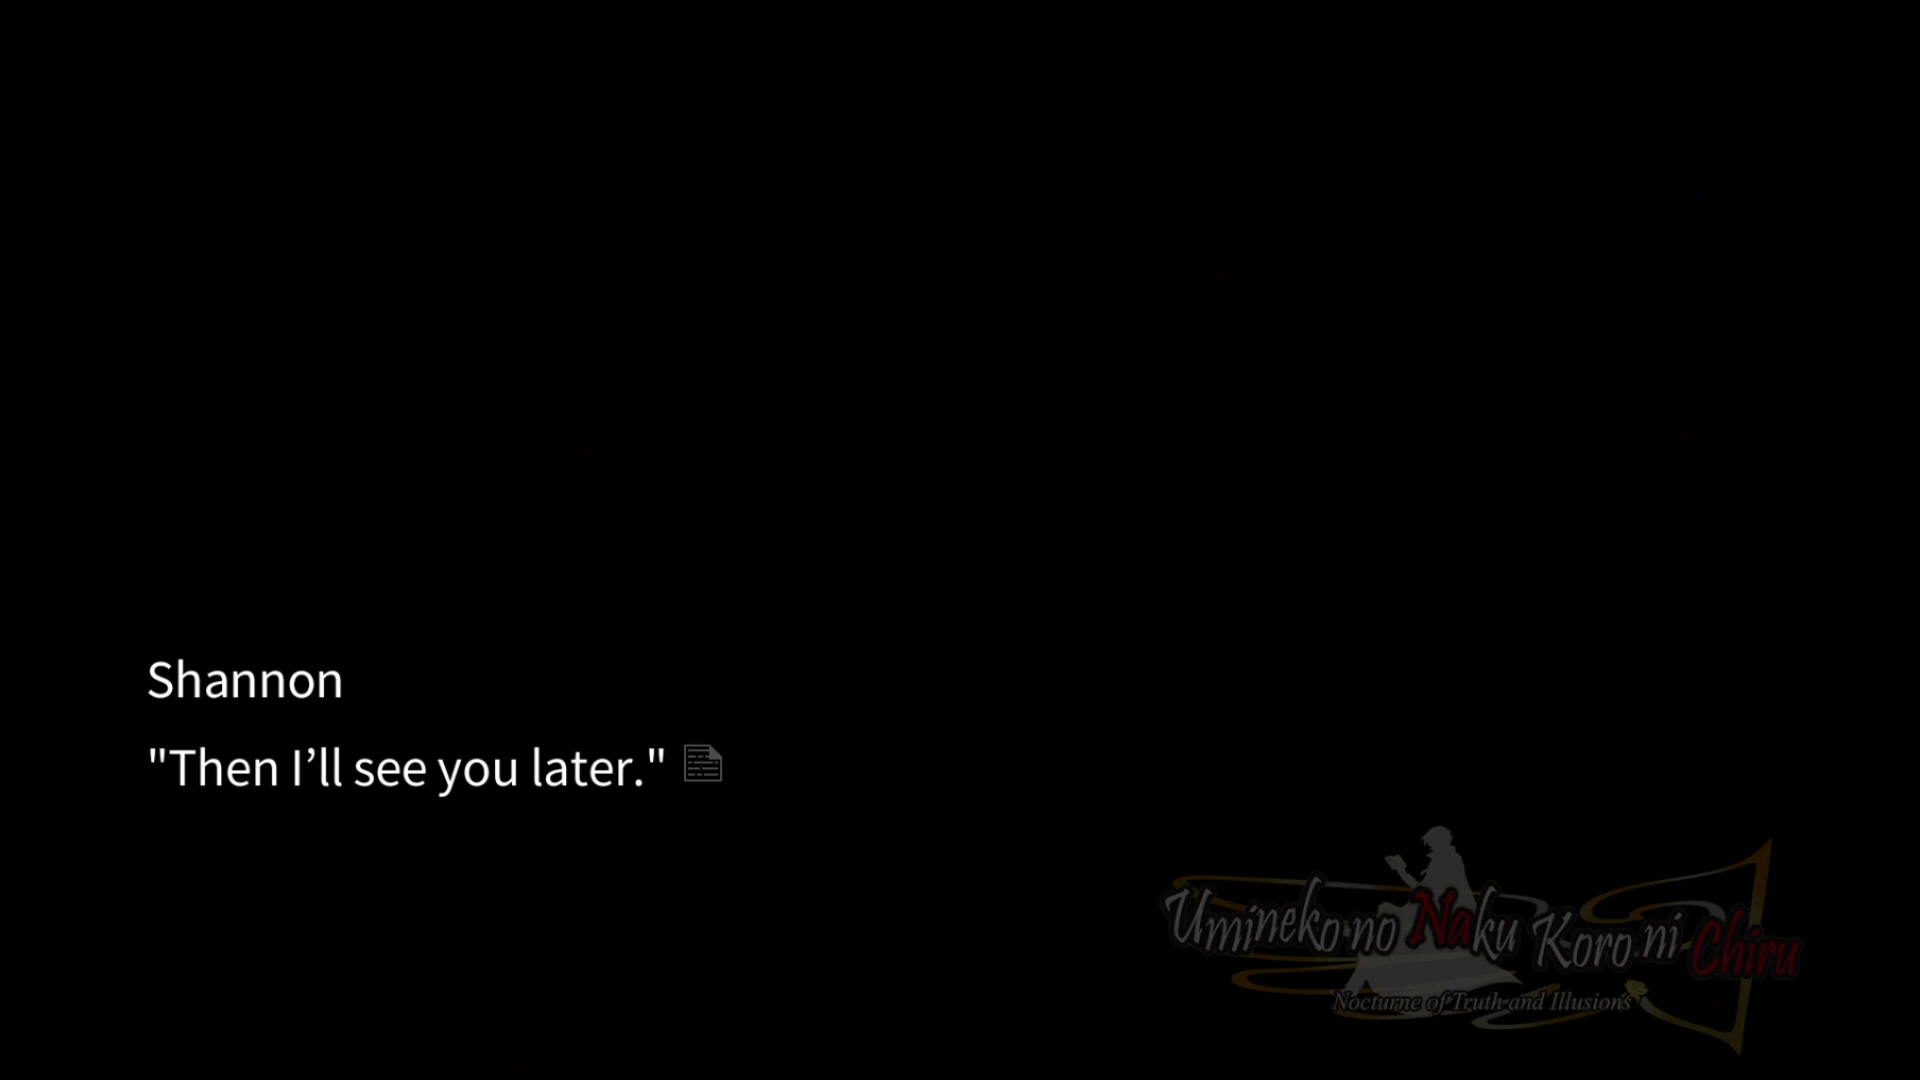 Shannon
"Then I’ll see you later."
Umineko no Naku Koro ni Chiru
Nocturne of Truth and Illusions